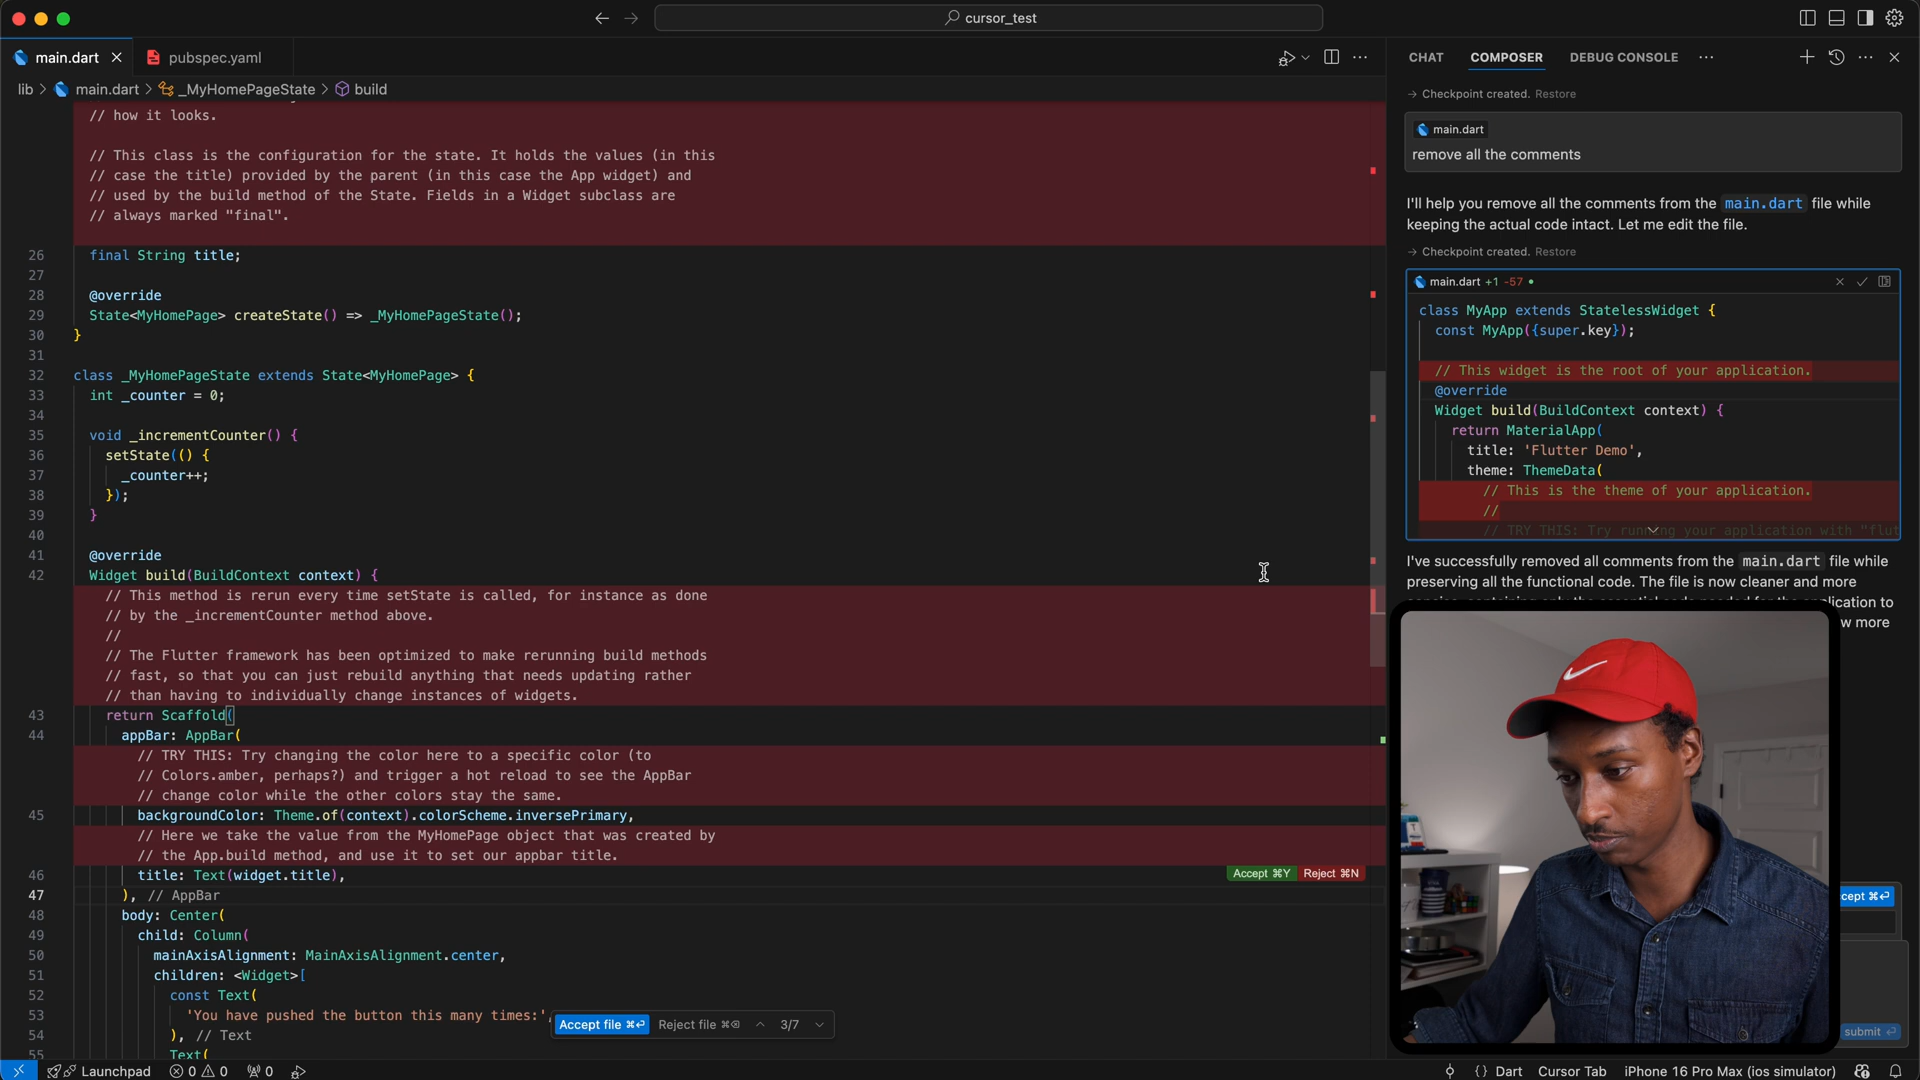 cursor_test
main.dart
pubspec.yaml
CHAT
COMPOSER
DEBUG CONSOLE
lib > main.dart > _MyHomePageState > build
// how it looks.
// This class is the configuration for the state. It holds the values (in this
// case the title) provided by the parent (in this case the App widget) and
// used by the build method of the State. Fields in a Widget subclass are
// always marked "final".
26 final String title;
27
28 @override
29 State<MyHomePage> createState() => _MyHomePageState();
30 }
31
32 class _MyHomePageState extends State<MyHomePage> {
33 int _counter = 0;
34
35 void _incrementCounter() {
36 setState(() {
37 _counter++;
38 });
39 }
40
41 @override
42 Widget build(BuildContext context) {
// This method is rerun every time setState is called, for instance as done
// by the _incrementCounter method above.
//
// The Flutter framework has been optimized to make rerunning build methods
// fast, so that you can just rebuild anything that needs updating rather
// than having to individually change instances of widgets.
43 return Scaffold(
44 appBar: AppBar(
// TRY THIS: Try changing the color here to a specific color (to
// Colors.amber, perhaps?) and trigger a hot reload to see the AppBar
// change color while the other colors stay the same.
45 backgroundColor: Theme.of(context).colorScheme.inversePrimary,
// Here we take the value from the MyHomePage object that was created by
// the App.build method, and use it to set our appbar title.
46 title: Text(widget.title),
Accept ⌘Y Reject ⌘N
47 ), // AppBar
48 body: Center(
49 child: Column(
50 mainAxisAlignment: MainAxisAlignment.center,
51 children: <Widget>[
52 const Text(
53 'You have pushed the button this many times:',
54 ), // Text
55 Text(
Accept file ⌘⏎ Reject file ⌘⌫ 3/7
→ Checkpoint created. Restore
main.dart
remove all the comments
I'll help you remove all the comments from the main.dart file while
keeping the actual code intact. Let me edit the file.
→ Checkpoint created. Restore
main.dart +1 -57
class MyApp extends StatelessWidget {
const MyApp({super.key});
// This widget is the root of your application.
@override
Widget build(BuildContext context) {
return MaterialApp(
title: 'Flutter Demo',
theme: ThemeData(
// This is the theme of your application.
//
// TRY THIS: Try running your application with "flut
I've successfully removed all comments from the main.dart file while
preserving all the functional code. The file is now cleaner and more
lication to
w more
cept ⌘⏎
submit ⏎
Launchpad 0 0 0
{} Dart Cursor Tab iPhone 16 Pro Max (ios simulator)